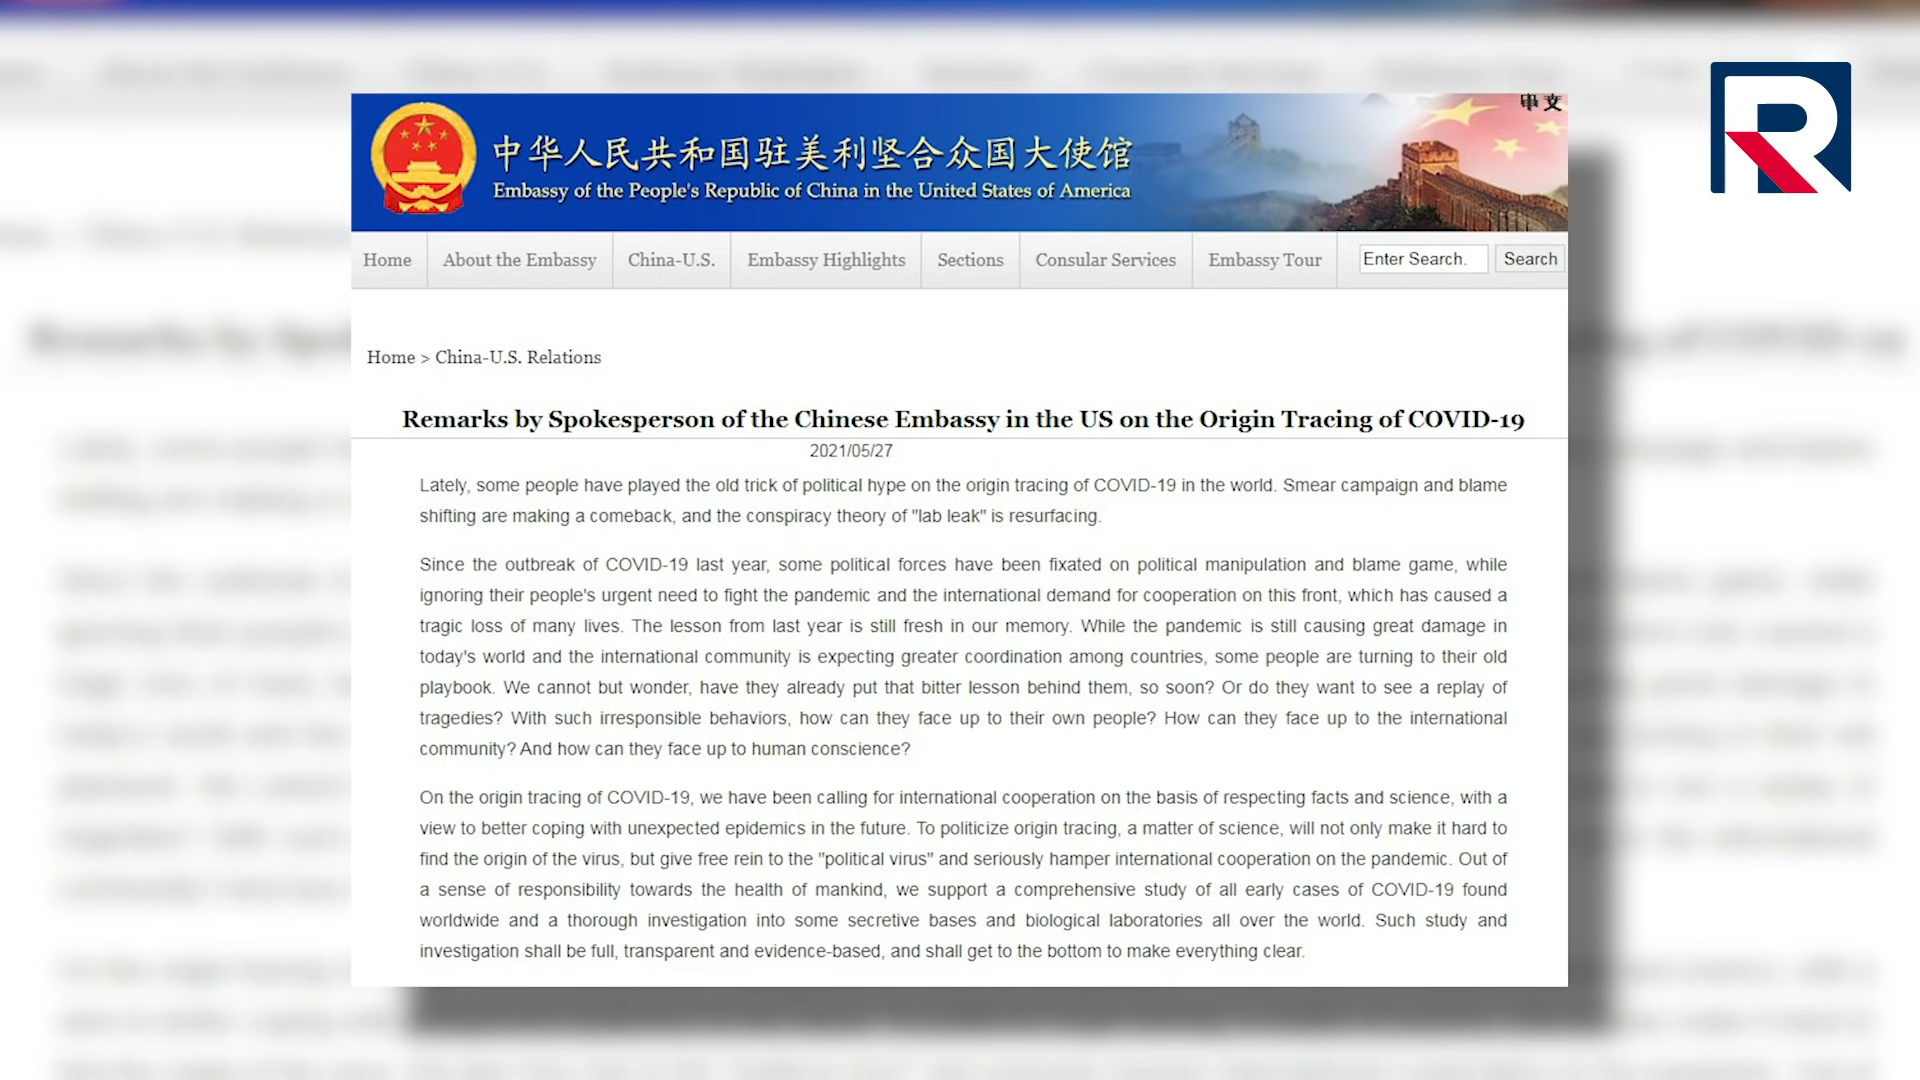 中文
中华人民共和国驻美利坚合众国大使馆
Embassy of the People's Republic of China in the United States of America
Home About the Embassy China-U.S. Embassy Highlights Sections Consular Services Embassy Tour Enter Search. Search
Home > China-U.S. Relations
Remarks by Spokesperson of the Chinese Embassy in the US on the Origin Tracing of COVID-19
2021/05/27
Lately, some people have played the old trick of political hype on the origin tracing of COVID-19 in the world. Smear campaign and blame
shifting are making a comeback, and the conspiracy theory of "lab leak" is resurfacing.
Since the outbreak of COVID-19 last year, some political forces have been fixated on political manipulation and blame game, while
ignoring their people's urgent need to fight the pandemic and the international demand for cooperation on this front, which has caused a
tragic loss of many lives. The lesson from last year is still fresh in our memory. While the pandemic is still causing great damage in
today's world and the international community is expecting greater coordination among countries, some people are turning to their old
playbook. We cannot but wonder, have they already put that bitter lesson behind them, so soon? Or do they want to see a replay of
tragedies? With such irresponsible behaviors, how can they face up to their own people? How can they face up to the international
community? And how can they face up to human conscience?
On the origin tracing of COVID-19, we have been calling for international cooperation on the basis of respecting facts and science, with a
view to better coping with unexpected epidemics in the future. To politicize origin tracing, a matter of science, will not only make it hard to
find the origin of the virus, but give free rein to the "political virus" and seriously hamper international cooperation on the pandemic. Out of
a sense of responsibility towards the health of mankind, we support a comprehensive study of all early cases of COVID-19 found
worldwide and a thorough investigation into some secretive bases and biological laboratories all over the world. Such study and
investigation shall be full, transparent and evidence-based, and shall get to the bottom to make everything clear.
R